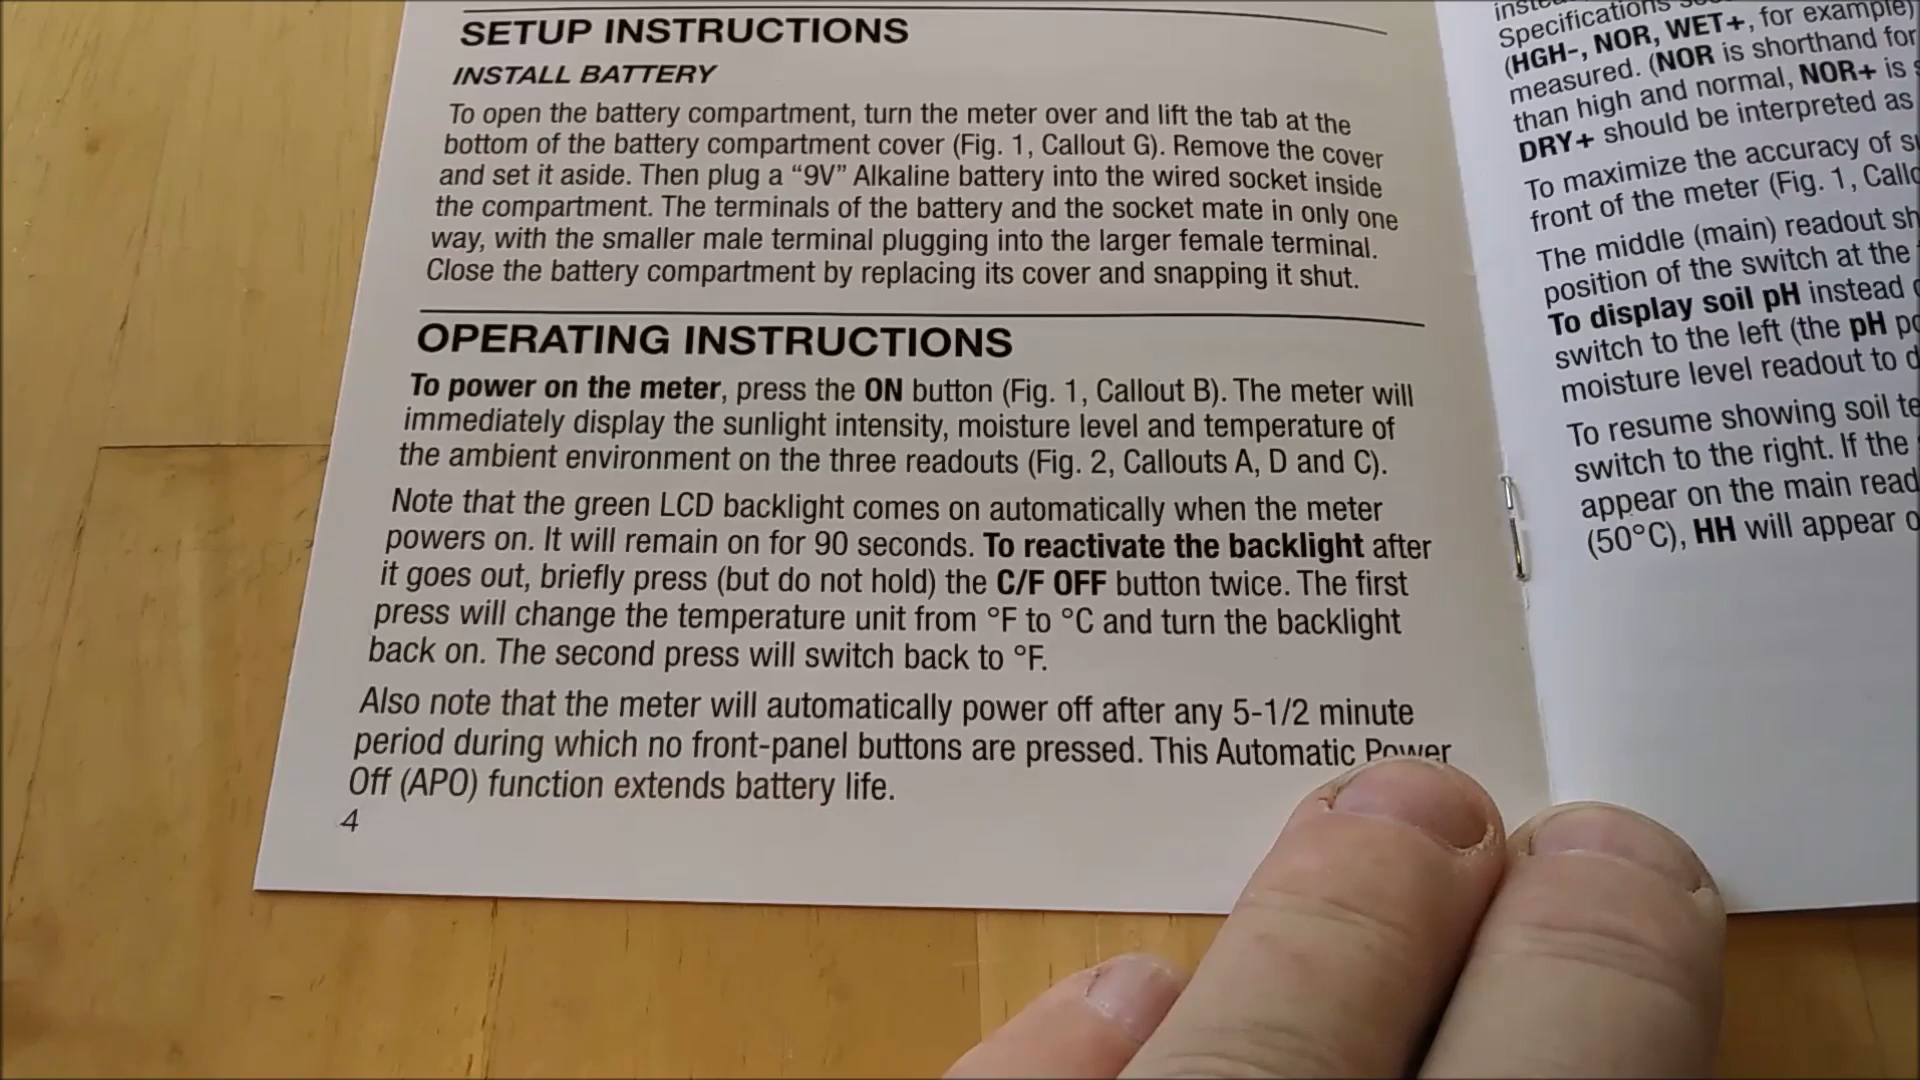 SETUP INSTRUCTIONS
INSTALL BATTERY
To open the battery compartment, turn the meter over and lift the tab at the
bottom of the battery compartment cover (Fig. 1, Callout G). Remove the cover
and set it aside. Then plug a “9V” Alkaline battery into the wired socket inside
the compartment. The terminals of the battery and the socket mate in only one
way, with the smaller male terminal plugging into the larger female terminal.
Close the battery compartment by replacing its cover and snapping it shut.
OPERATING INSTRUCTIONS
To power on the meter, press the ON button (Fig. 1, Callout B). The meter will
immediately display the sunlight intensity, moisture level and temperature of
the ambient environment on the three readouts (Fig. 2, Callouts A, D and C).
Note that the green LCD backlight comes on automatically when the meter
powers on. It will remain on for 90 seconds. To reactivate the backlight after
it goes out, briefly press (but do not hold) the C/F OFF button twice. The first
press will change the temperature unit from °F to °C and turn the backlight
back on. The second press will switch back to °F.
Also note that the meter will automatically power off after any 5-1/2 minute
period during which no front-panel buttons are pressed. This Automatic Power
Off (APO) function extends battery life.
4
Specifications
(HGH-, NOR, WET+, for example)
measured. (NOR is shorthand for
than high and normal, NOR+ is
DRY+ should be interpreted as
To maximize the accuracy of
front of the meter (Fig. 1,
The middle (main) readout
position of the switch at the
To display soil pH instead
switch to the left (the pH
moisture level readout to
To resume showing soil
switch to the right. If the
appear on the main
(50°C), HH will appear